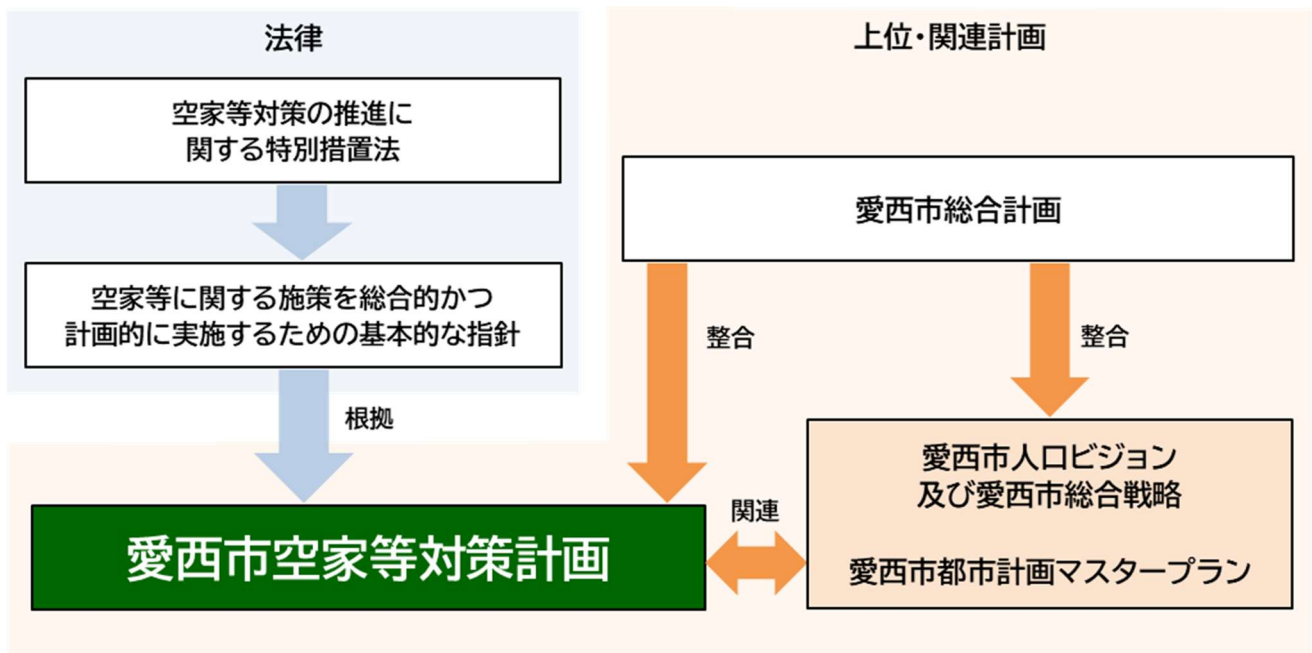 法律
空家等対策の推進に
関する特別措置法
空家等に関する施策を総合的かつ
計画的に実施するための基本的な指針
根拠
上位・関連計画
愛西市総合計画
整合
整合
愛西市人口ビジョン
及び愛西市総合戦略
愛西市都市計画マスタープラン
関連
愛西市空家等対策計画